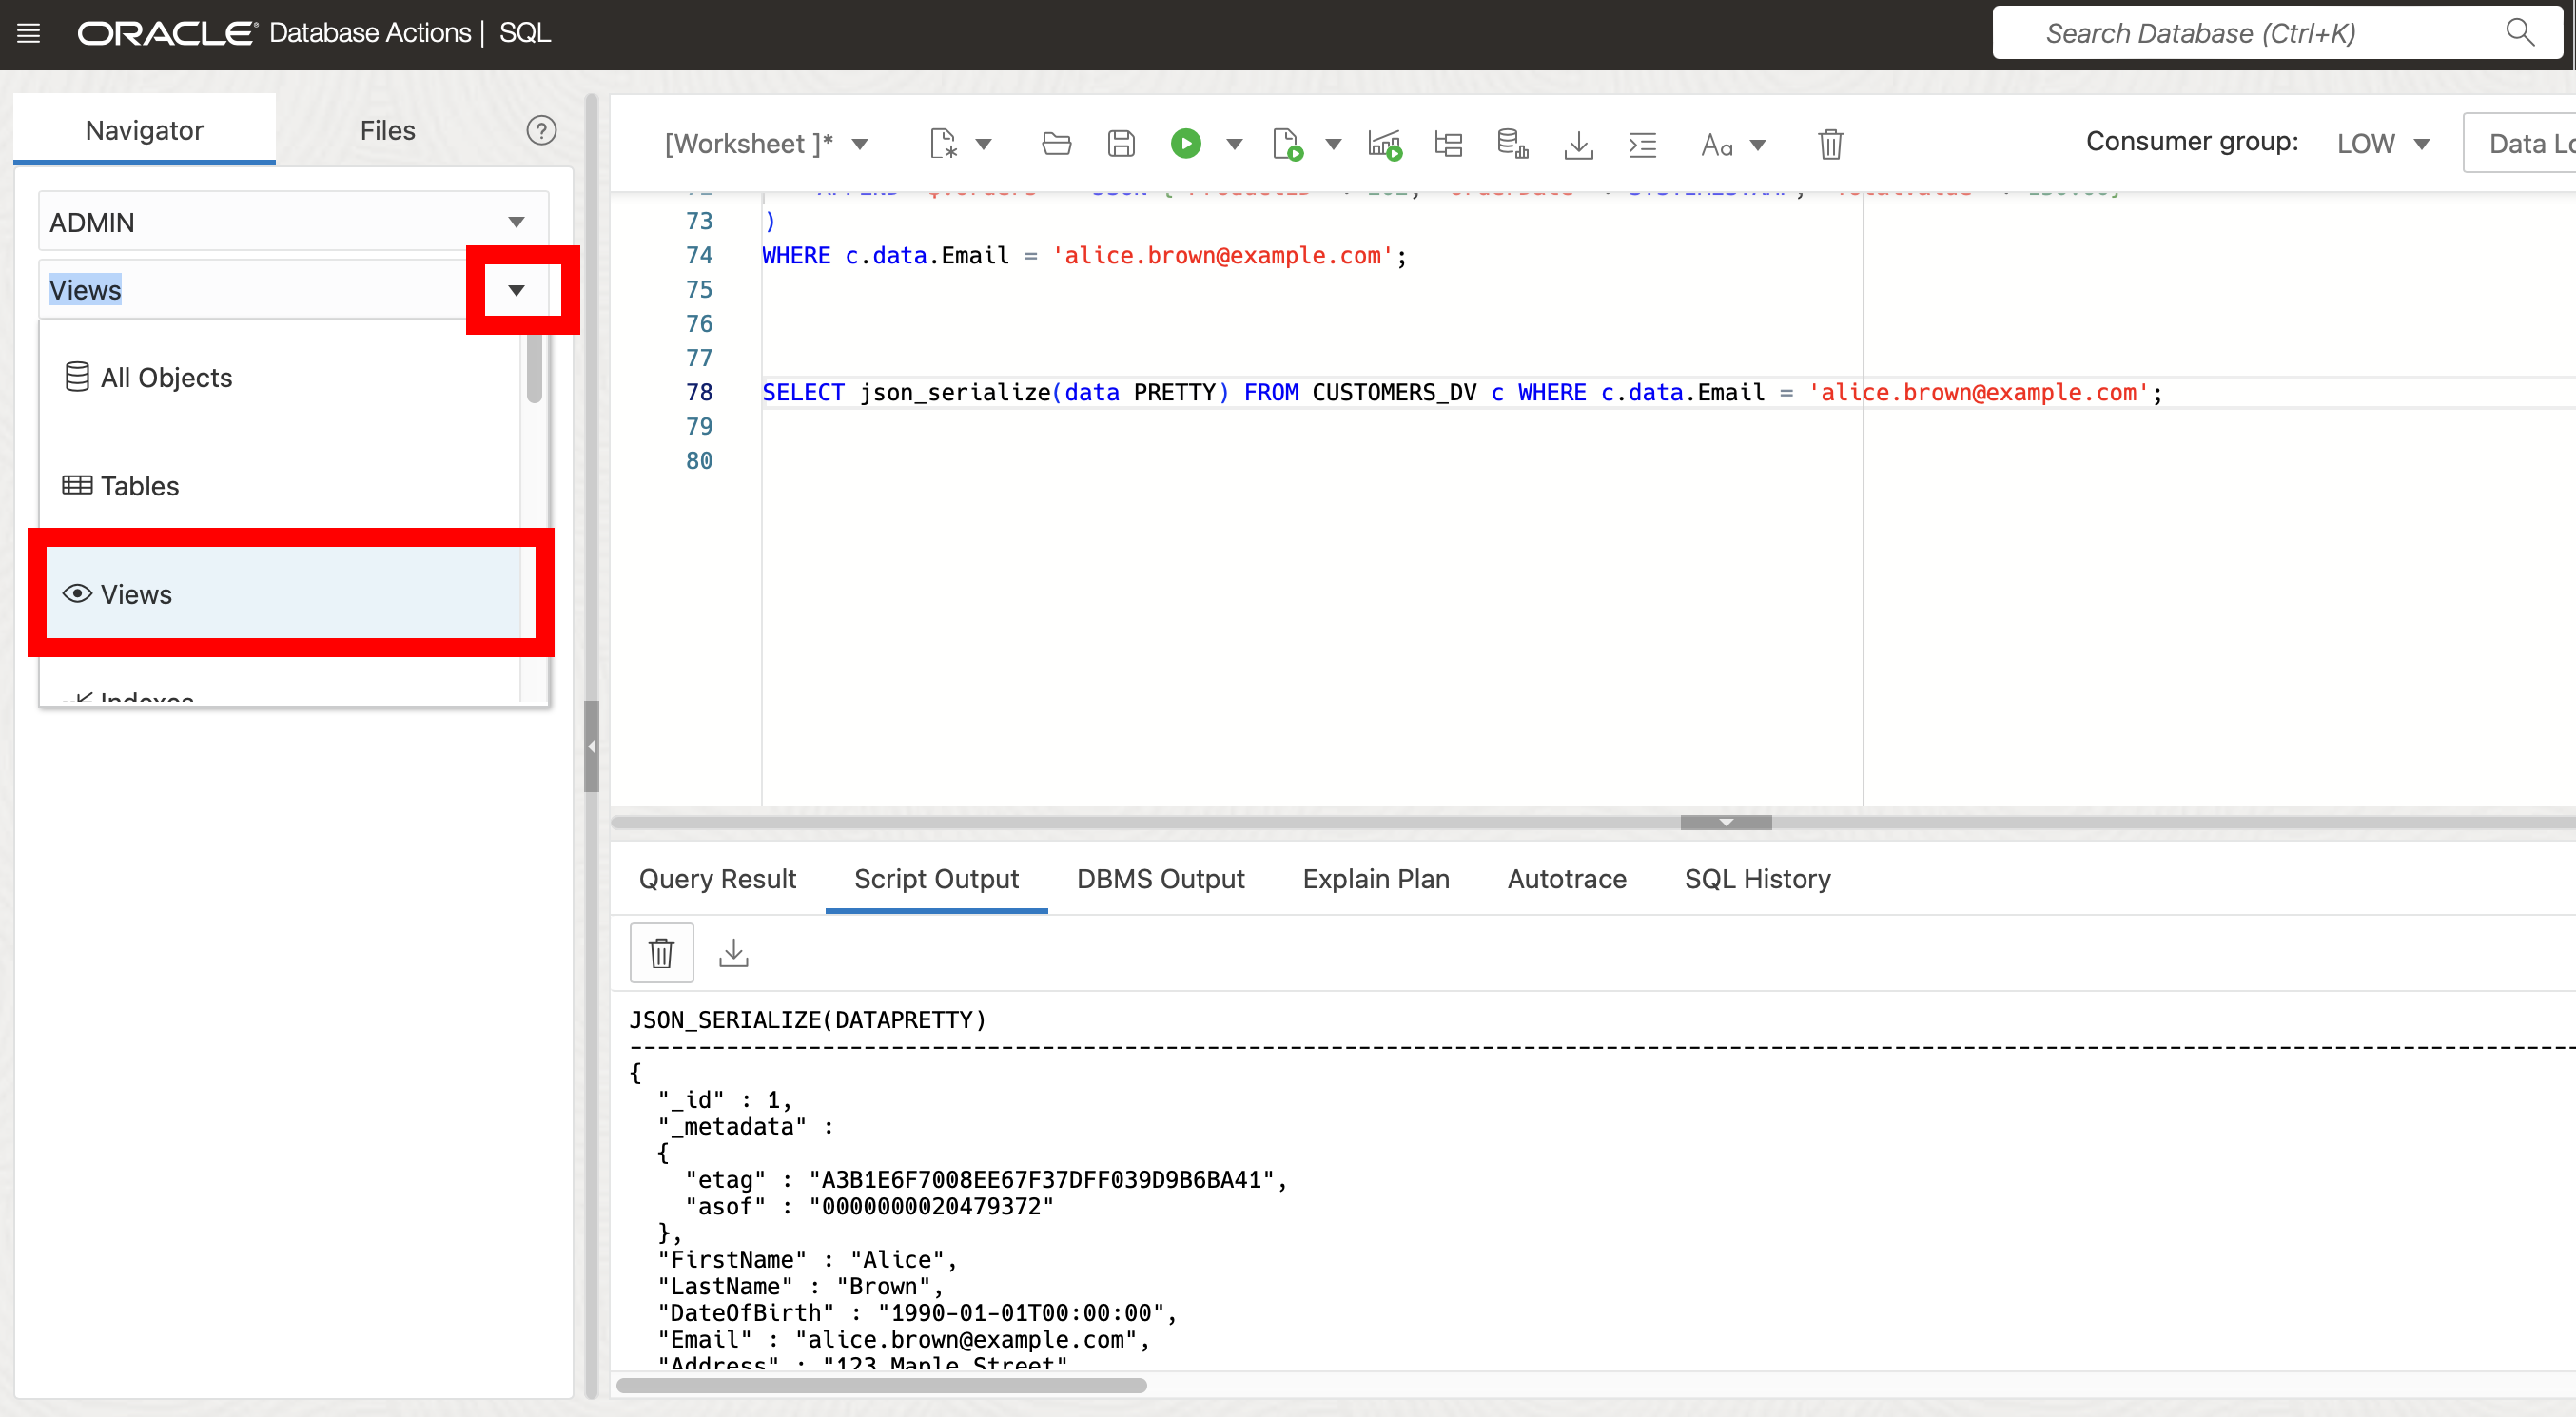 ORACLE® Database Actions | SQL
Search Database (Ctrl+K)
Navigator
Files
?
ADMIN
Views
All Objects
Tables
Views
Indexes
[Worksheet ]*
Aa
Consumer group:
LOW
Data Lo
73 )
74 WHERE c.data.Email = 'alice.brown@example.com';
75
76
77
78 SELECT json_serialize(data PRETTY) FROM CUSTOMERS_DV c WHERE c.data.Email = 'alice.brown@example.com';
79
80
Query Result
Script Output
DBMS Output
Explain Plan
Autotrace
SQL History
JSON_SERIALIZE(DATAPRETTY)
{
"_id" : 1,
"_metadata" :
{
"etag" : "A3B1E6F7008EE67F37DFF039D9B6BA41",
"asof" : "0000000020479372"
},
"FirstName" : "Alice",
"LastName" : "Brown",
"DateOfBirth" : "1990-01-01T00:00:00",
"Email" : "alice.brown@example.com",
"Address" : "123 Maple Street"